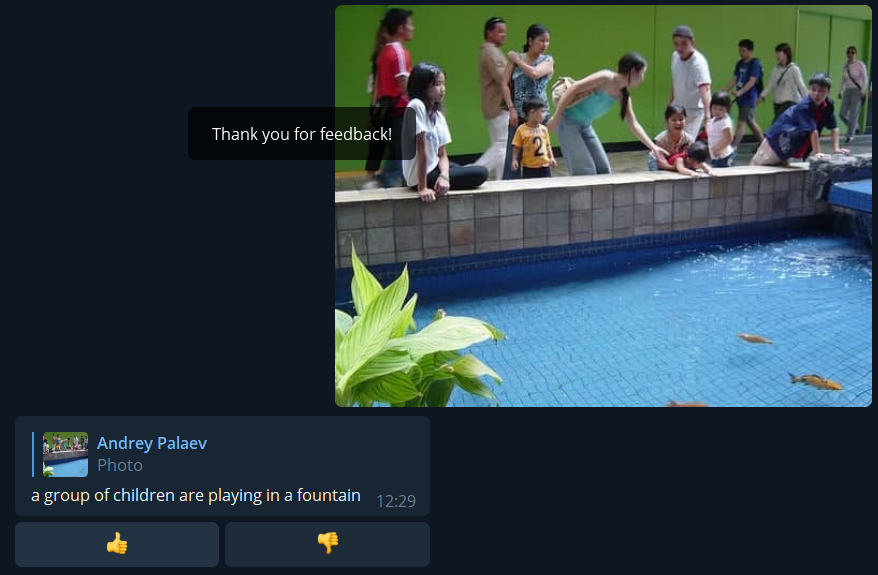 Thank you for feedback!
2
Andrey Palaev
Photo
a group of children are playing in a fountain
12:29